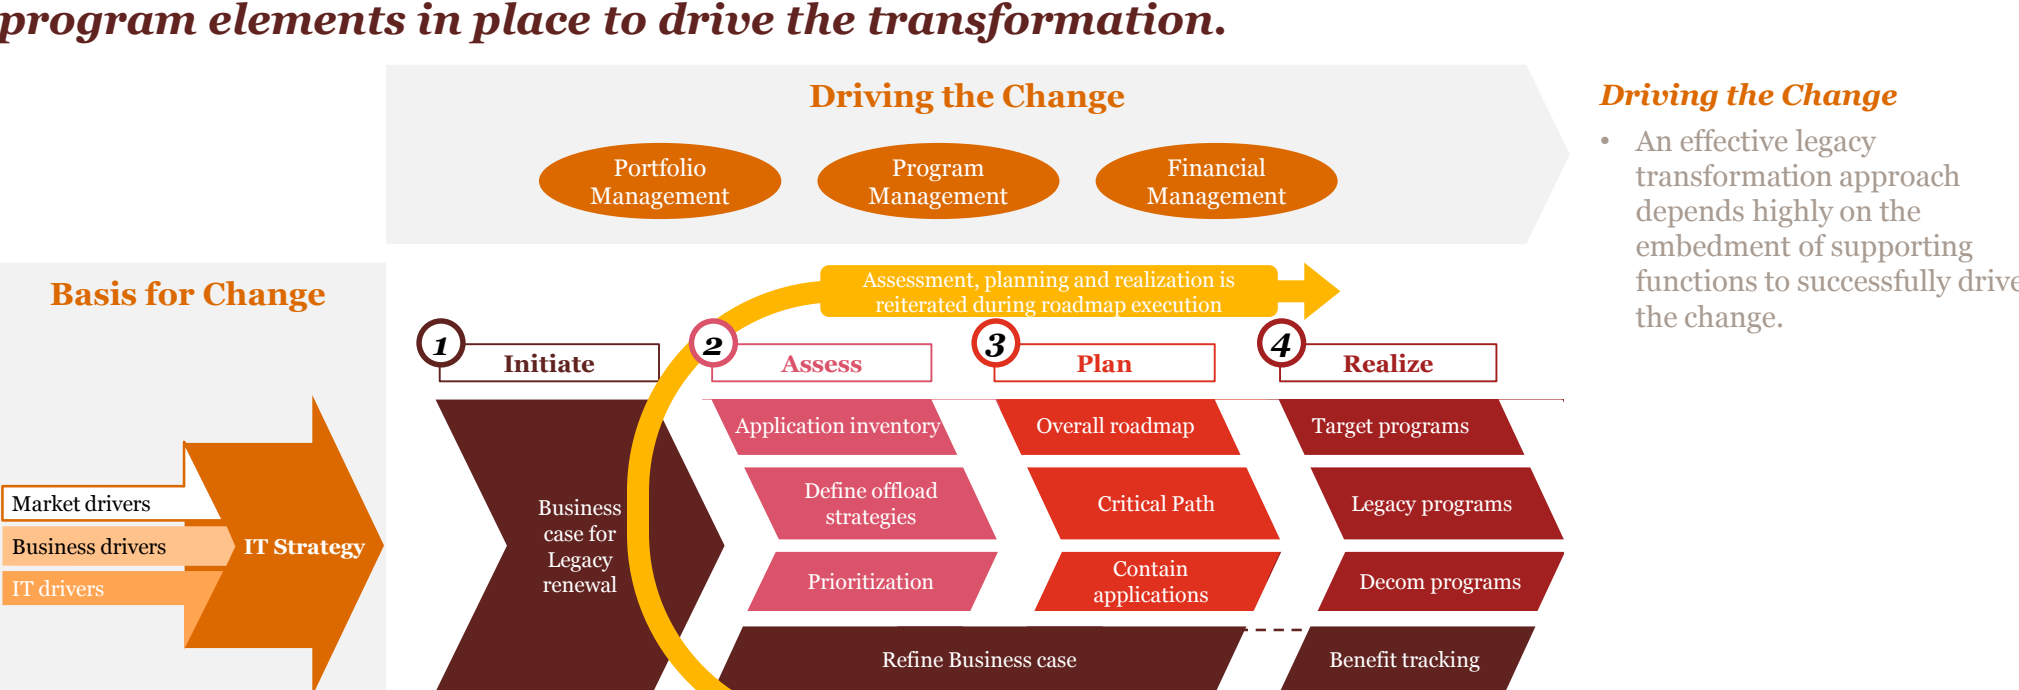 program elements in place to drive the transformation.
Driving the Change
Portfolio
Management
Program
Management
Financial
Management
Driving the Change
• An effective legacy
transformation approach
depends highly on the
embedment of supporting
functions to successfully drive
the change.
Basis for Change
Market drivers
Business drivers
IT drivers
IT Strategy
Assessment, planning and realization is
reiterated during roadmap execution
1
Initiate
Business
case for
Legacy
renewal
2
Assess
Application inventory
Define offload
strategies
Prioritization
3
Plan
Overall roadmap
Critical Path
Contain
applications
Refine Business case
4
Realize
Target programs
Legacy programs
Decom programs
Benefit tracking